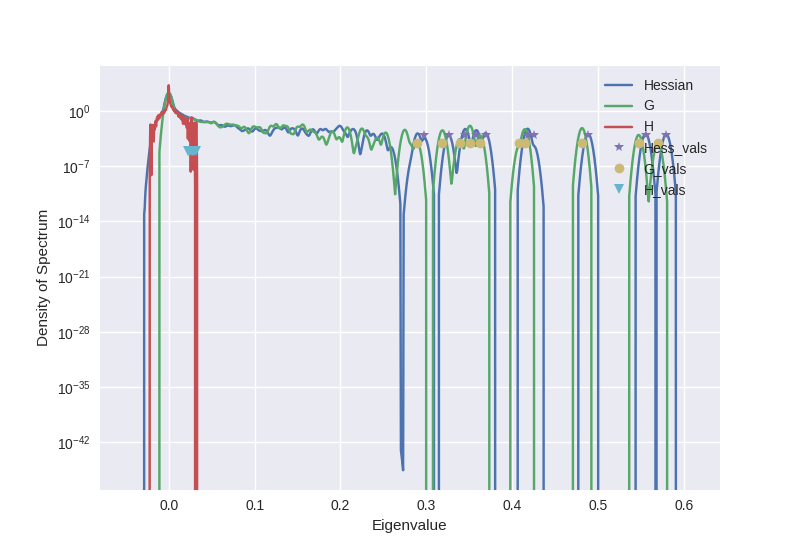 Hessian
G
H
Hess_vals
G_vals
H_vals
10^0
10^-7
10^-14
10^-21
10^-28
10^-35
10^-42
Density of Spectrum
0.0 0.1 0.2 0.3 0.4 0.5 0.6
Eigenvalue